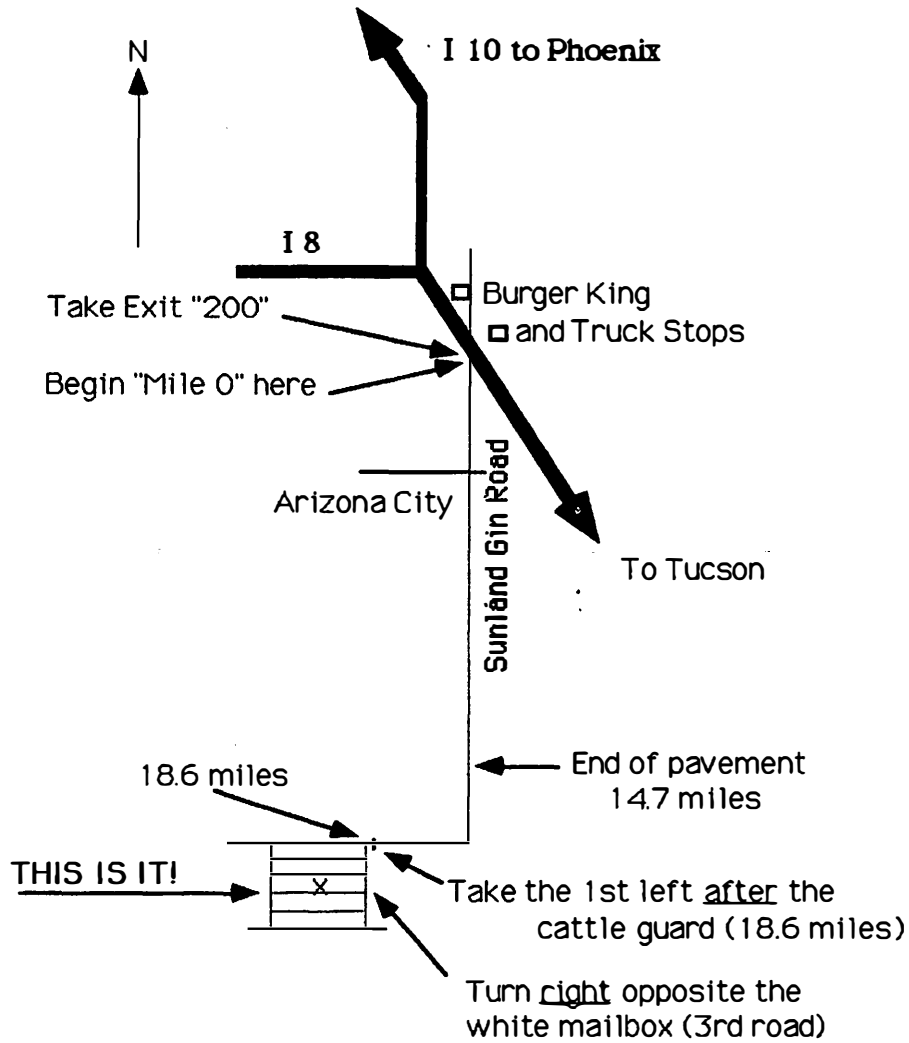 I 10 to Phoenix
N
I 8
Burger King
and Truck Stops
Take Exit "200"
Begin "Mile 0" here
Sunland Gin Road
Arizona City
To Tucson
End of pavement
14.7 miles
18.6 miles
THIS IS IT!
X
Take the 1st left after the
cattle guard (18.6 miles)
Turn right opposite the
white mailbox (3rd road)